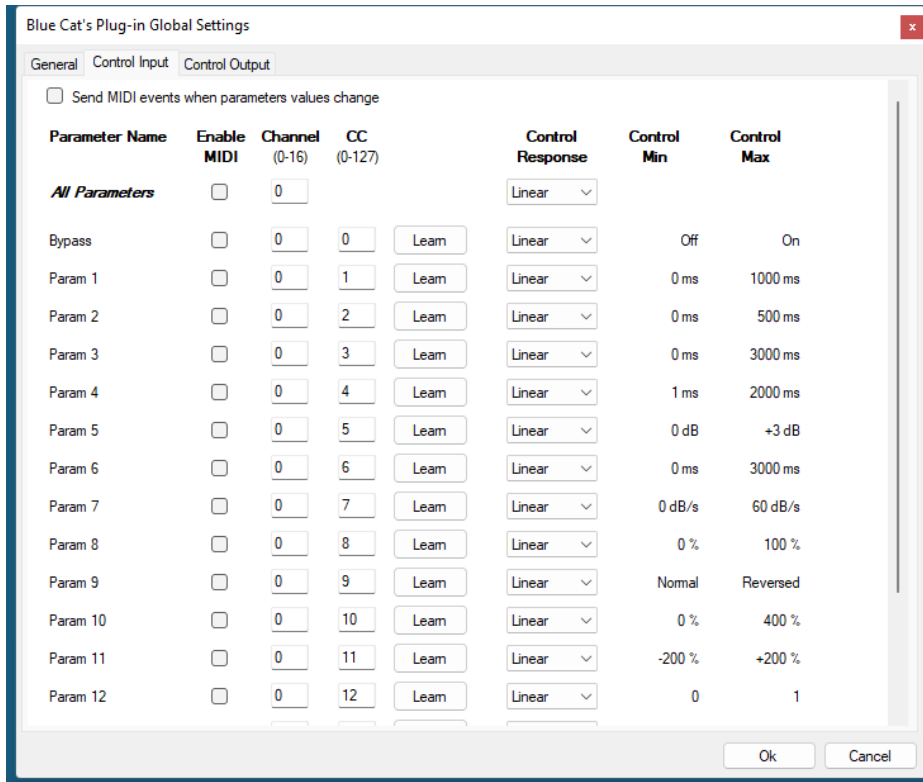 Blue Cat's Plug-in Global Settings
x
General Control Input Control Output
Send MIDI events when parameters values change
Parameter Name Enable MIDI Channel (0-16) CC (0-127) Control Response Control Min Control Max
All Parameters 0 Linear
Bypass 0 0 Learn Linear Off On
Param 1 0 1 Learn Linear 0 ms 1000 ms
Param 2 0 2 Learn Linear 0 ms 500 ms
Param 3 0 3 Learn Linear 0 ms 3000 ms
Param 4 0 4 Learn Linear 1 ms 2000 ms
Param 5 0 5 Learn Linear 0 dB +3 dB
Param 6 0 6 Learn Linear 0 ms 3000 ms
Param 7 0 7 Learn Linear 0 dB/s 60 dB/s
Param 8 0 8 Learn Linear 0 % 100 %
Param 9 0 9 Learn Linear Normal Reversed
Param 10 0 10 Learn Linear 0 % 400 %
Param 11 0 11 Learn Linear -200 % +200 %
Param 12 0 12 Learn Linear 0 1
Ok Cancel